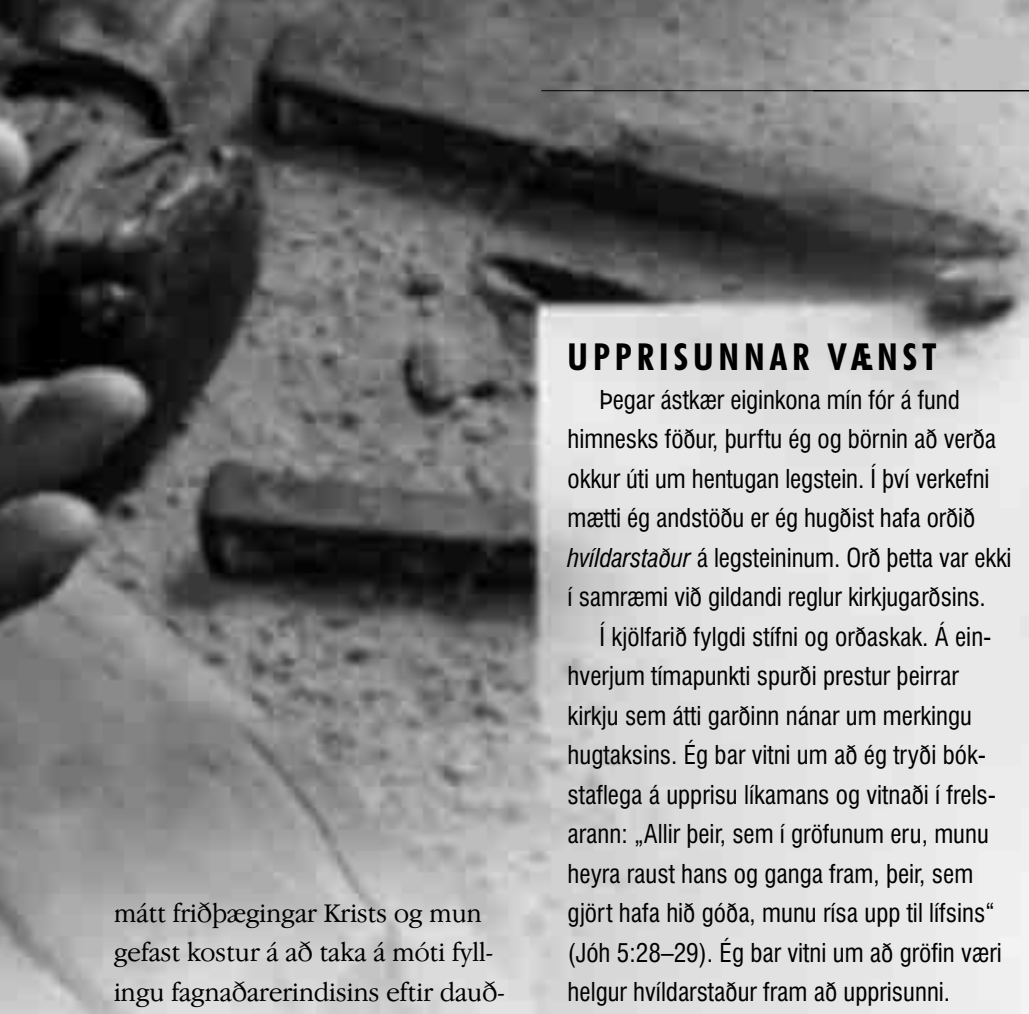 mátt friðþægingar Krists og mun
gefast kostur á að taka á móti fyll-
ingu fagnaðarerindisins eftir dauð-
UPPRISUNNAR VÆNST
Þegar ástkær eiginkona mín fór á fund
himnesks föður, þurftu ég og börnin að verða
okkur úti um hentugan legstein. Í því verkefni
mætti ég andstöðu er ég hugðist hafa orðið
hvíldarstaður á legsteininum. Orð þetta var ekki
í samræmi við gildandi reglur kirkjugarðsins.
Í kjölfarið fylgdi stífni og orðaskak. Á ein-
hverjum tímapunkti spurði prestur þeirrar
kirkju sem átti garðinn nánar um merkingu
hugtaksins. Ég bar vitni um að ég tryði bók-
staflega á upprisu líkamans og vitnaði í frels-
arann: „Allir þeir, sem í gröfunum eru, munu
heyra raust hans og ganga fram, þeir, sem
gjört hafa hið góða, munu rísa upp til lífsins“
(Jóh 5:28–29). Ég bar vitni um að gröfin væri
helgur hvíldarstaður fram að upprisunni.